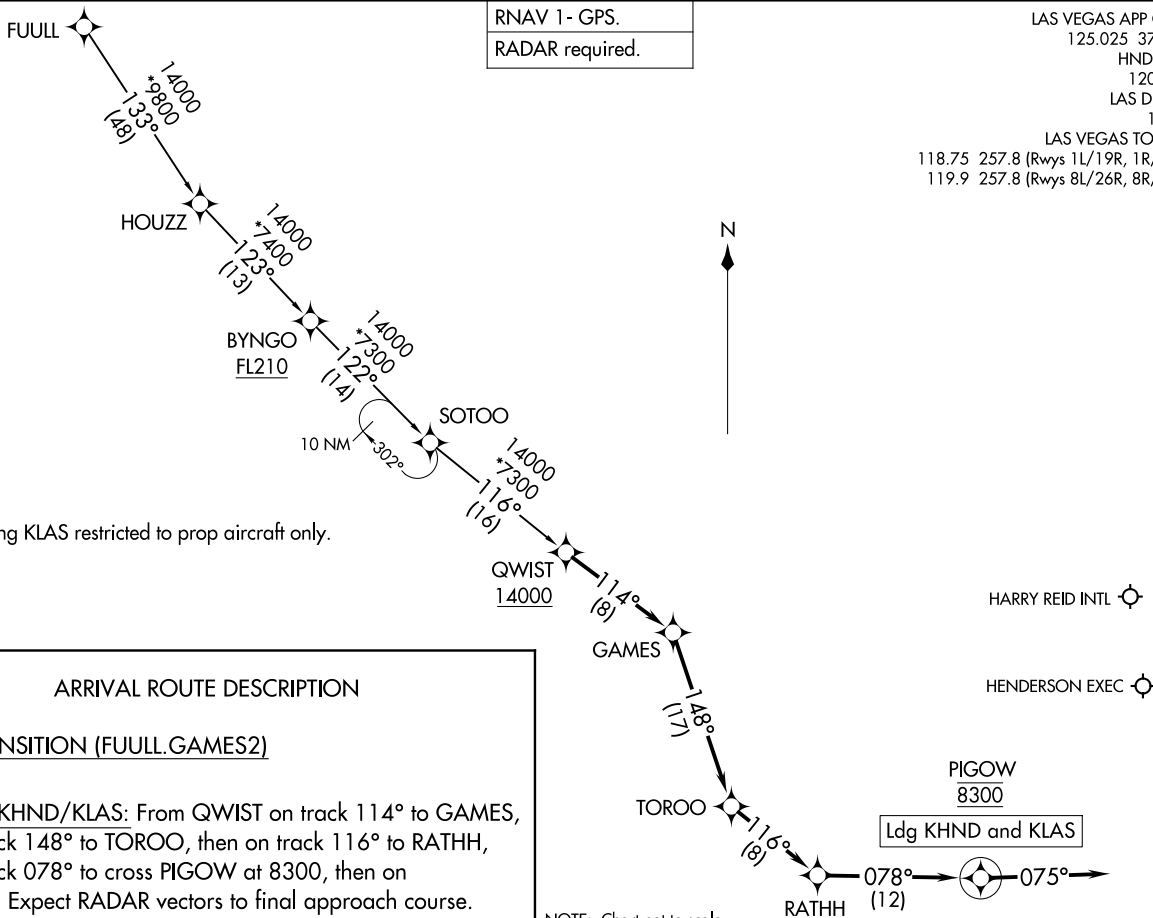 FUULL
RNAV 1- GPS.
RADAR required.
LAS VEGAS APP
125.025 37
HND
120
LAS D
1
LAS VEGAS TO
118.75 257.8 (Rwys 1L/19R, 1R/
119.9 257.8 (Rwys 8L/26R, 8R/
14000
*9800
133°
(48)
HOUZZ
14000
*7400
123°
(13)
N
BYNGO
FL210
14000
*7300
122°
(14)
SOTOO
10 NM
302°
14000
*7300
116°
(16)
ng KLAS restricted to prop aircraft only.
QWIST
14000
114°
(8)
HARRY REID INTL
GAMES
HENDERSON EXEC
ARRIVAL ROUTE DESCRIPTION
148°
(17)
NSITION (FUULL.GAMES2)
PIGOW
8300
TOROO
Ldg KHND and KLAS
116°
(8)
KHND/KLAS: From QWIST on track 114° to GAMES,
ck 148° to TOROO, then on track 116° to RATHH,
ck 078° to cross PIGOW at 8300, then on
Expect RADAR vectors to final approach course.
078°
(12)
075°
RATHH
NOTE: Chart not to scale